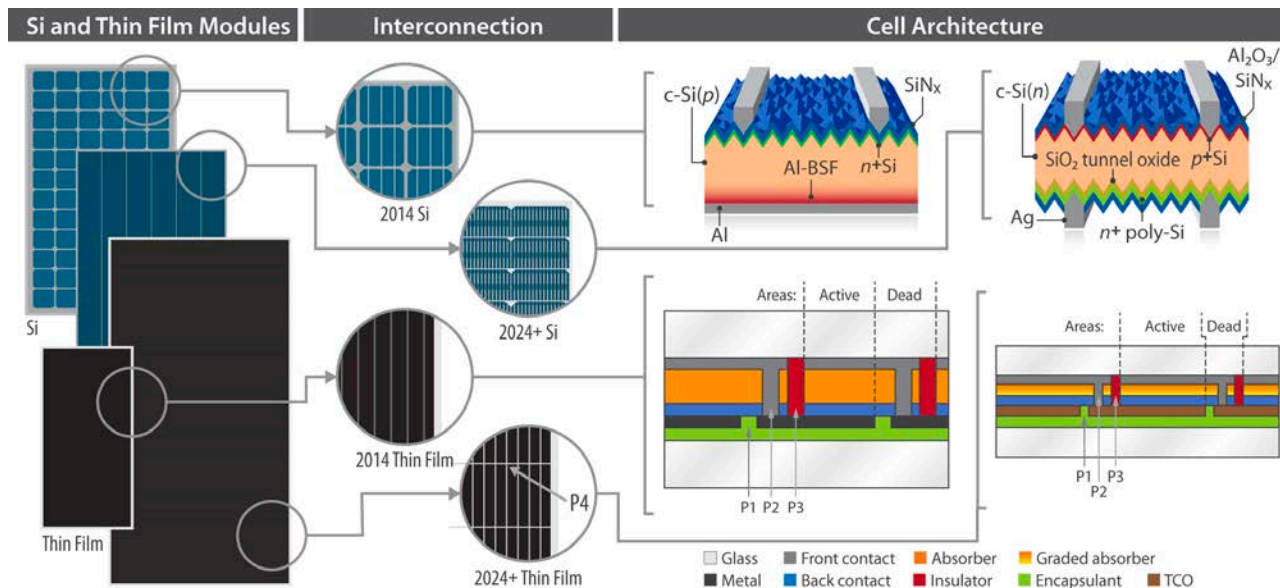 Si and Thin Film Modules
Interconnection
Cell Architecture
Si
Thin Film
2014 Si
2024+ Si
2014 Thin Film
P4
2024+ Thin Film
c-Si(p)
SiNx
Al-BSF
n+Si
Al
Al2O3/
SiNx
c-Si(n)
SiO2 tunnel oxide
p+Si
Ag
n+ poly-Si
Areas: Active Dead
P1 P2 P3
Areas: Active Dead
P1
P2
P3
Glass Front contact Absorber Graded absorber
Metal Back contact Insulator Encapsulant TCO